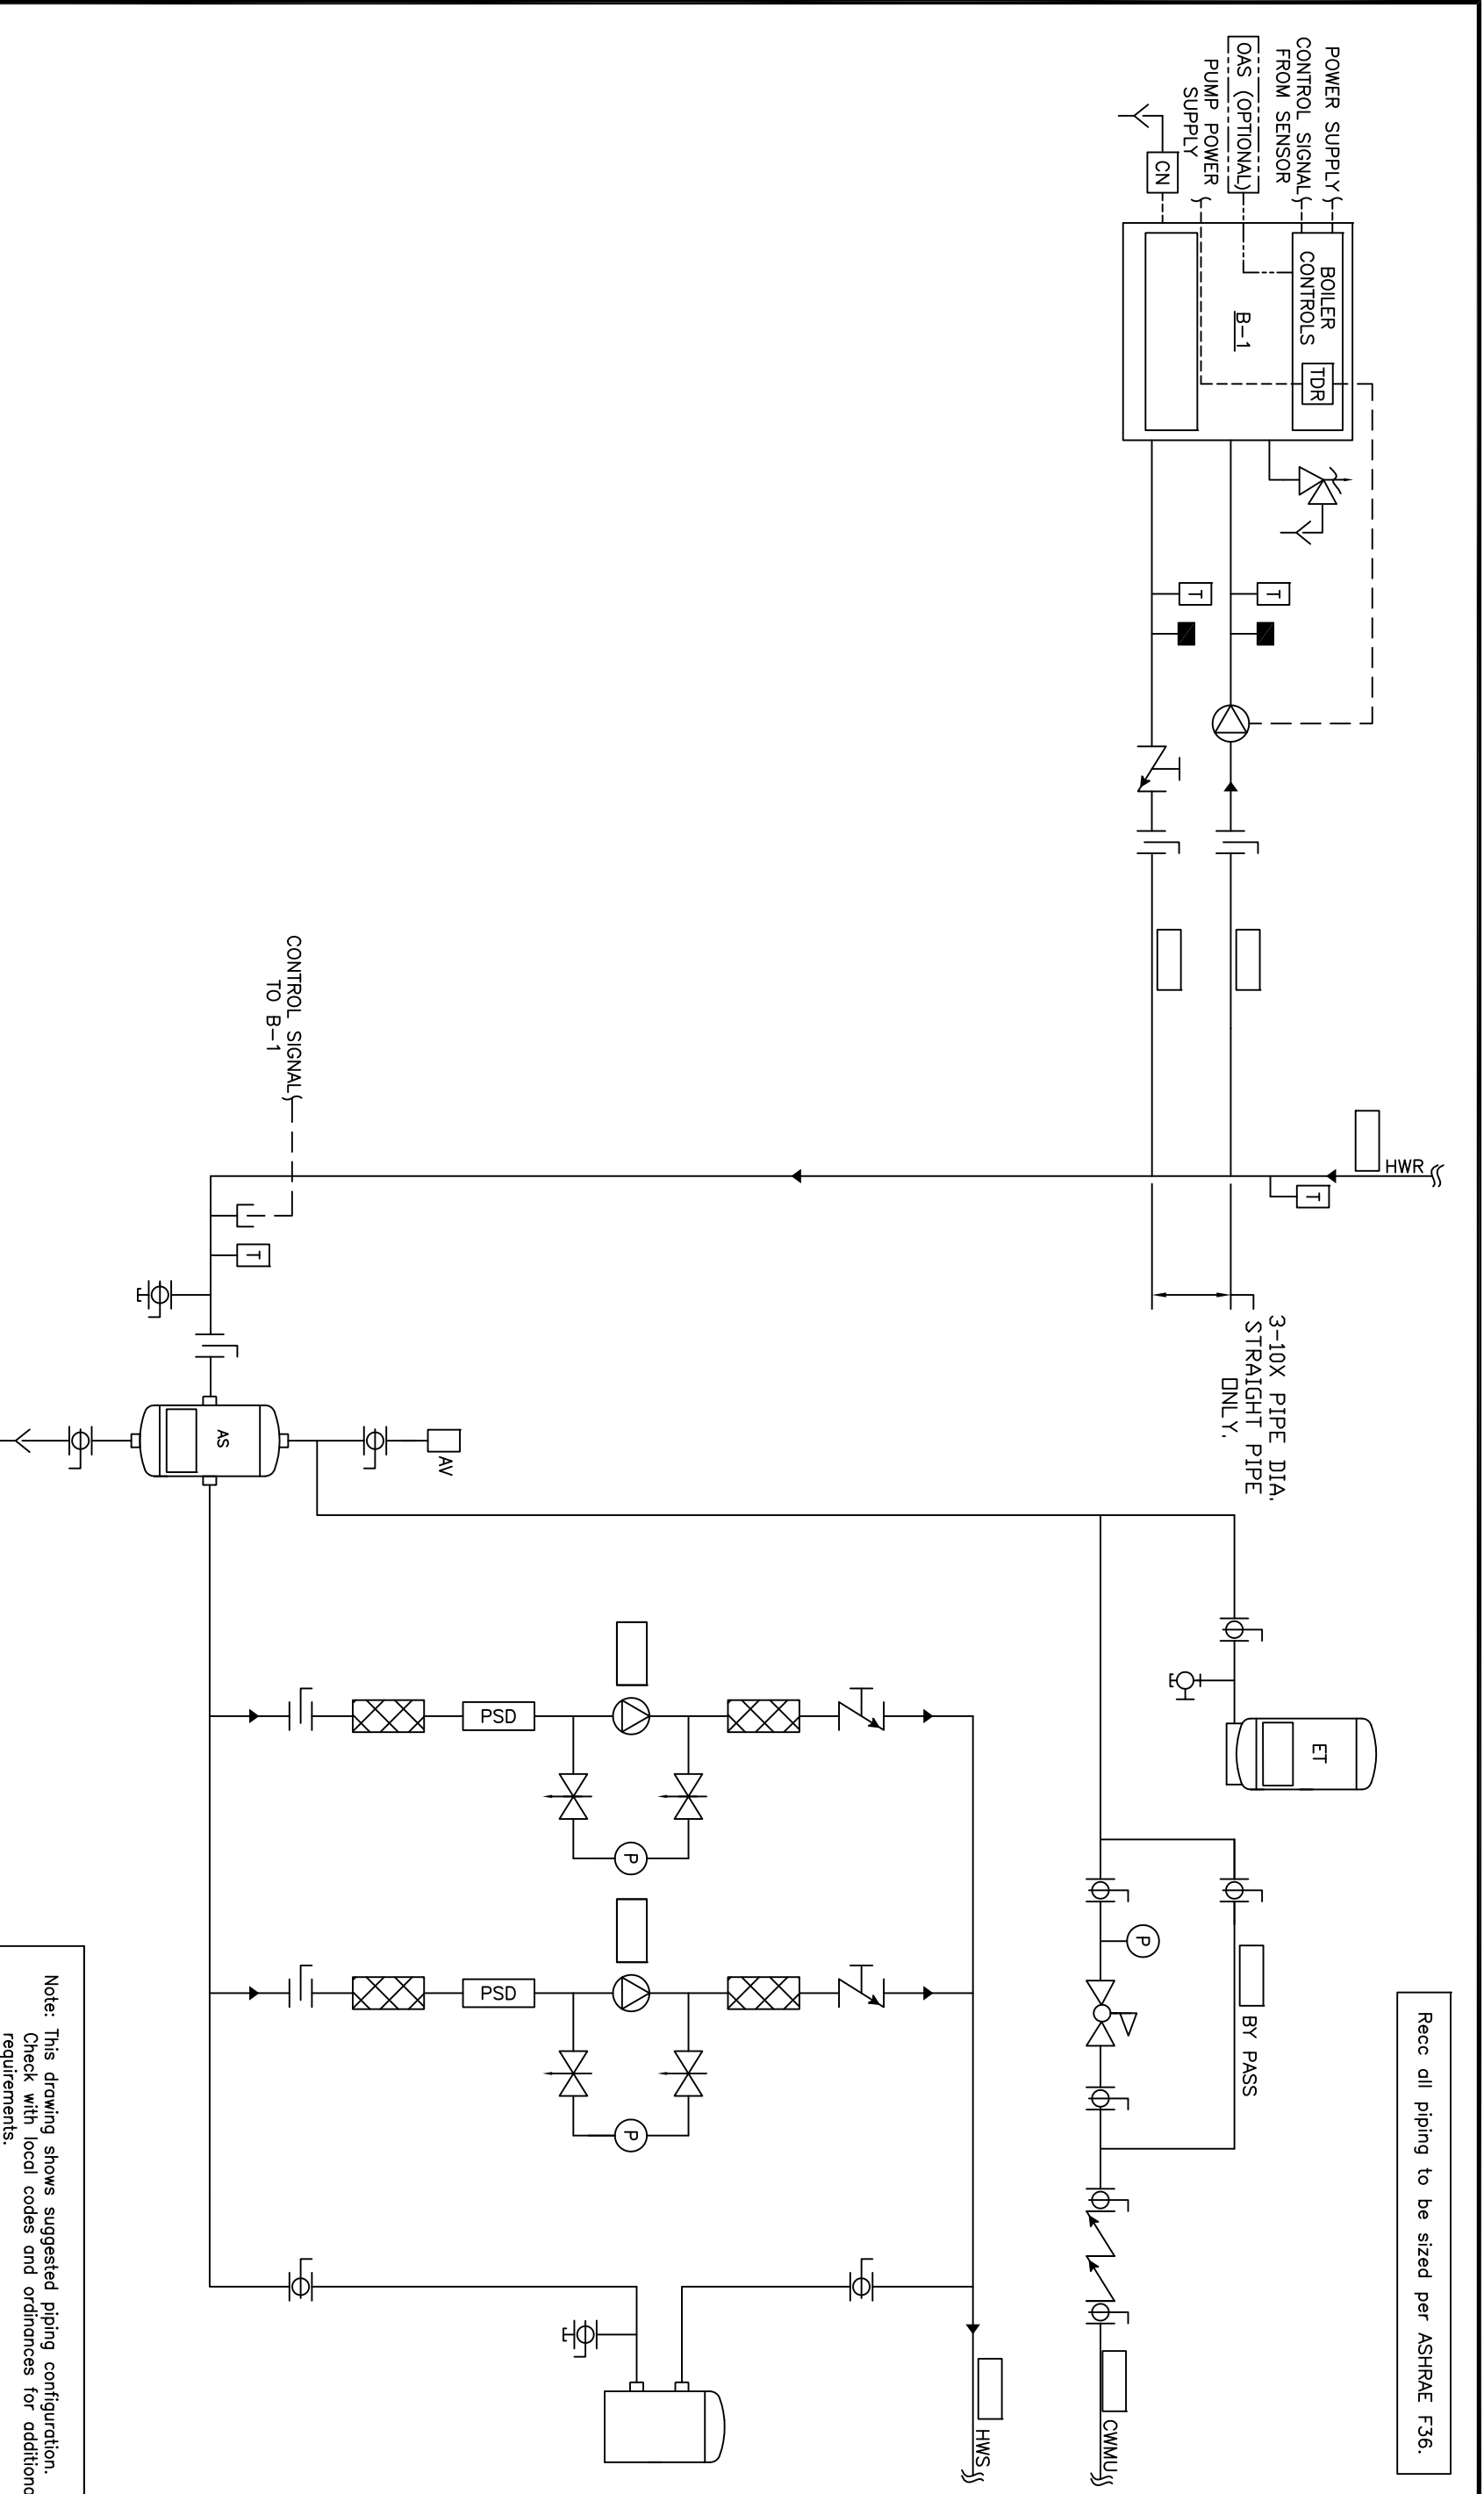 POWER SUPPLY
CONTROL SIGNAL
FROM SENSOR
OAS (OPTIONAL)
PUMP POWER
SUPPLY
CN
BOILER
CONTROLS
TDR
B-1
T
T
HWR
T
3-10X PIPE DIA.
STRAIGHT PIPE
ONLY.
CONTROL SIGNAL
TO B-1
T
AS
AV
ET
PSD
P
PSD
P
P
BY PASS
CWMU
HWS
Recc all piping to be sized per ASHRAE F36.
Note: This drawing shows suggested piping configuration.
Check with local codes and ordinances for additiona
requirements.